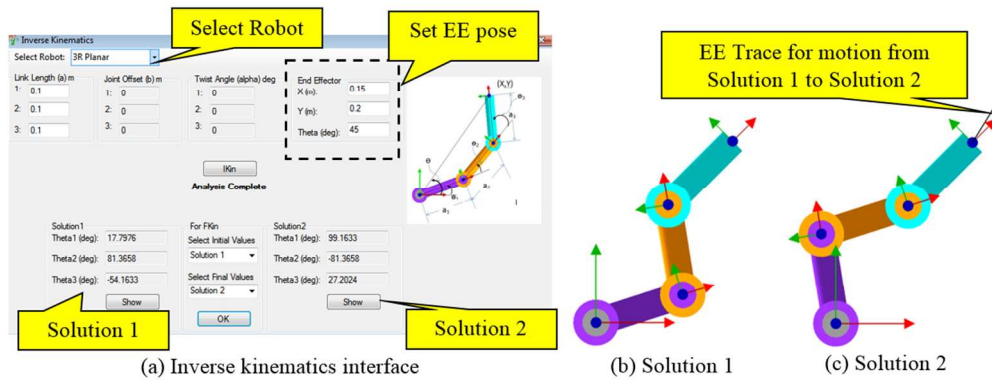 Select Robot
Set EE pose
EE Trace for motion from
Solution 1 to Solution 2
Inverse Kinematics
Select Robot: 3R Planar
Link Length (a) m
1: 0.1
2: 0.1
3: 0.1
Joint Offset (b) m
1: 0
2: 0
3: 0
Twist Angle (alpha) deg
1: 0
2: 0
3: 0
End Effector
X (m): 0.15
Y (m): 0.2
Theta (deg): 45
(X,Y)
IKin
Analysis Complete
Solution1
Theta1 (deg): 17.7976
Theta2 (deg): 81.3658
Theta3 (deg): -54.1633
Show
For FKin
Select Initial Values
Solution 1
Select Final Values
Solution 2
OK
Solution2
Theta1 (deg): 99.1633
Theta2 (deg): -81.3658
Theta3 (deg): 27.2024
Show
Solution 1
Solution 2
(a) Inverse kinematics interface
(b) Solution 1
(c) Solution 2